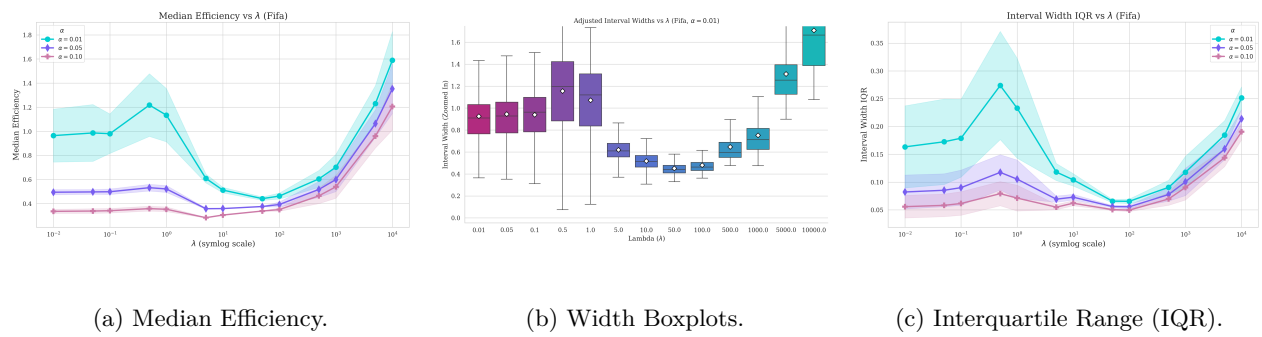 Median Efficiency vs λ (Fifa)
α
α = 0.01
α = 0.05
α = 0.10
Median Efficiency
1.8
1.6
1.4
1.2
1.0
0.8
0.6
0.4
10⁻² 10⁻¹ 10⁰ 10¹ 10² 10³ 10⁴
λ (symlog scale)
Adjusted Interval Widths vs λ (Fifa, α = 0.01)
Interval Width (Zoomed In)
1.6
1.4
1.2
1.0
0.8
0.6
0.4
0.2
0.0
0.01 0.05 0.1 0.5 1.0 5.0 10.0 50.0 100.0 500.0 1000.0 5000.0 10000.0
Lambda (λ)
Interval Width IQR vs λ (Fifa)
α
α = 0.01
α = 0.05
α = 0.10
Interval Width IQR
0.35
0.30
0.25
0.20
0.15
0.10
0.05
10⁻² 10⁻¹ 10⁰ 10¹ 10² 10³ 10⁴
λ (symlog scale)
(a) Median Efficiency.
(b) Width Boxplots.
(c) Interquartile Range (IQR).